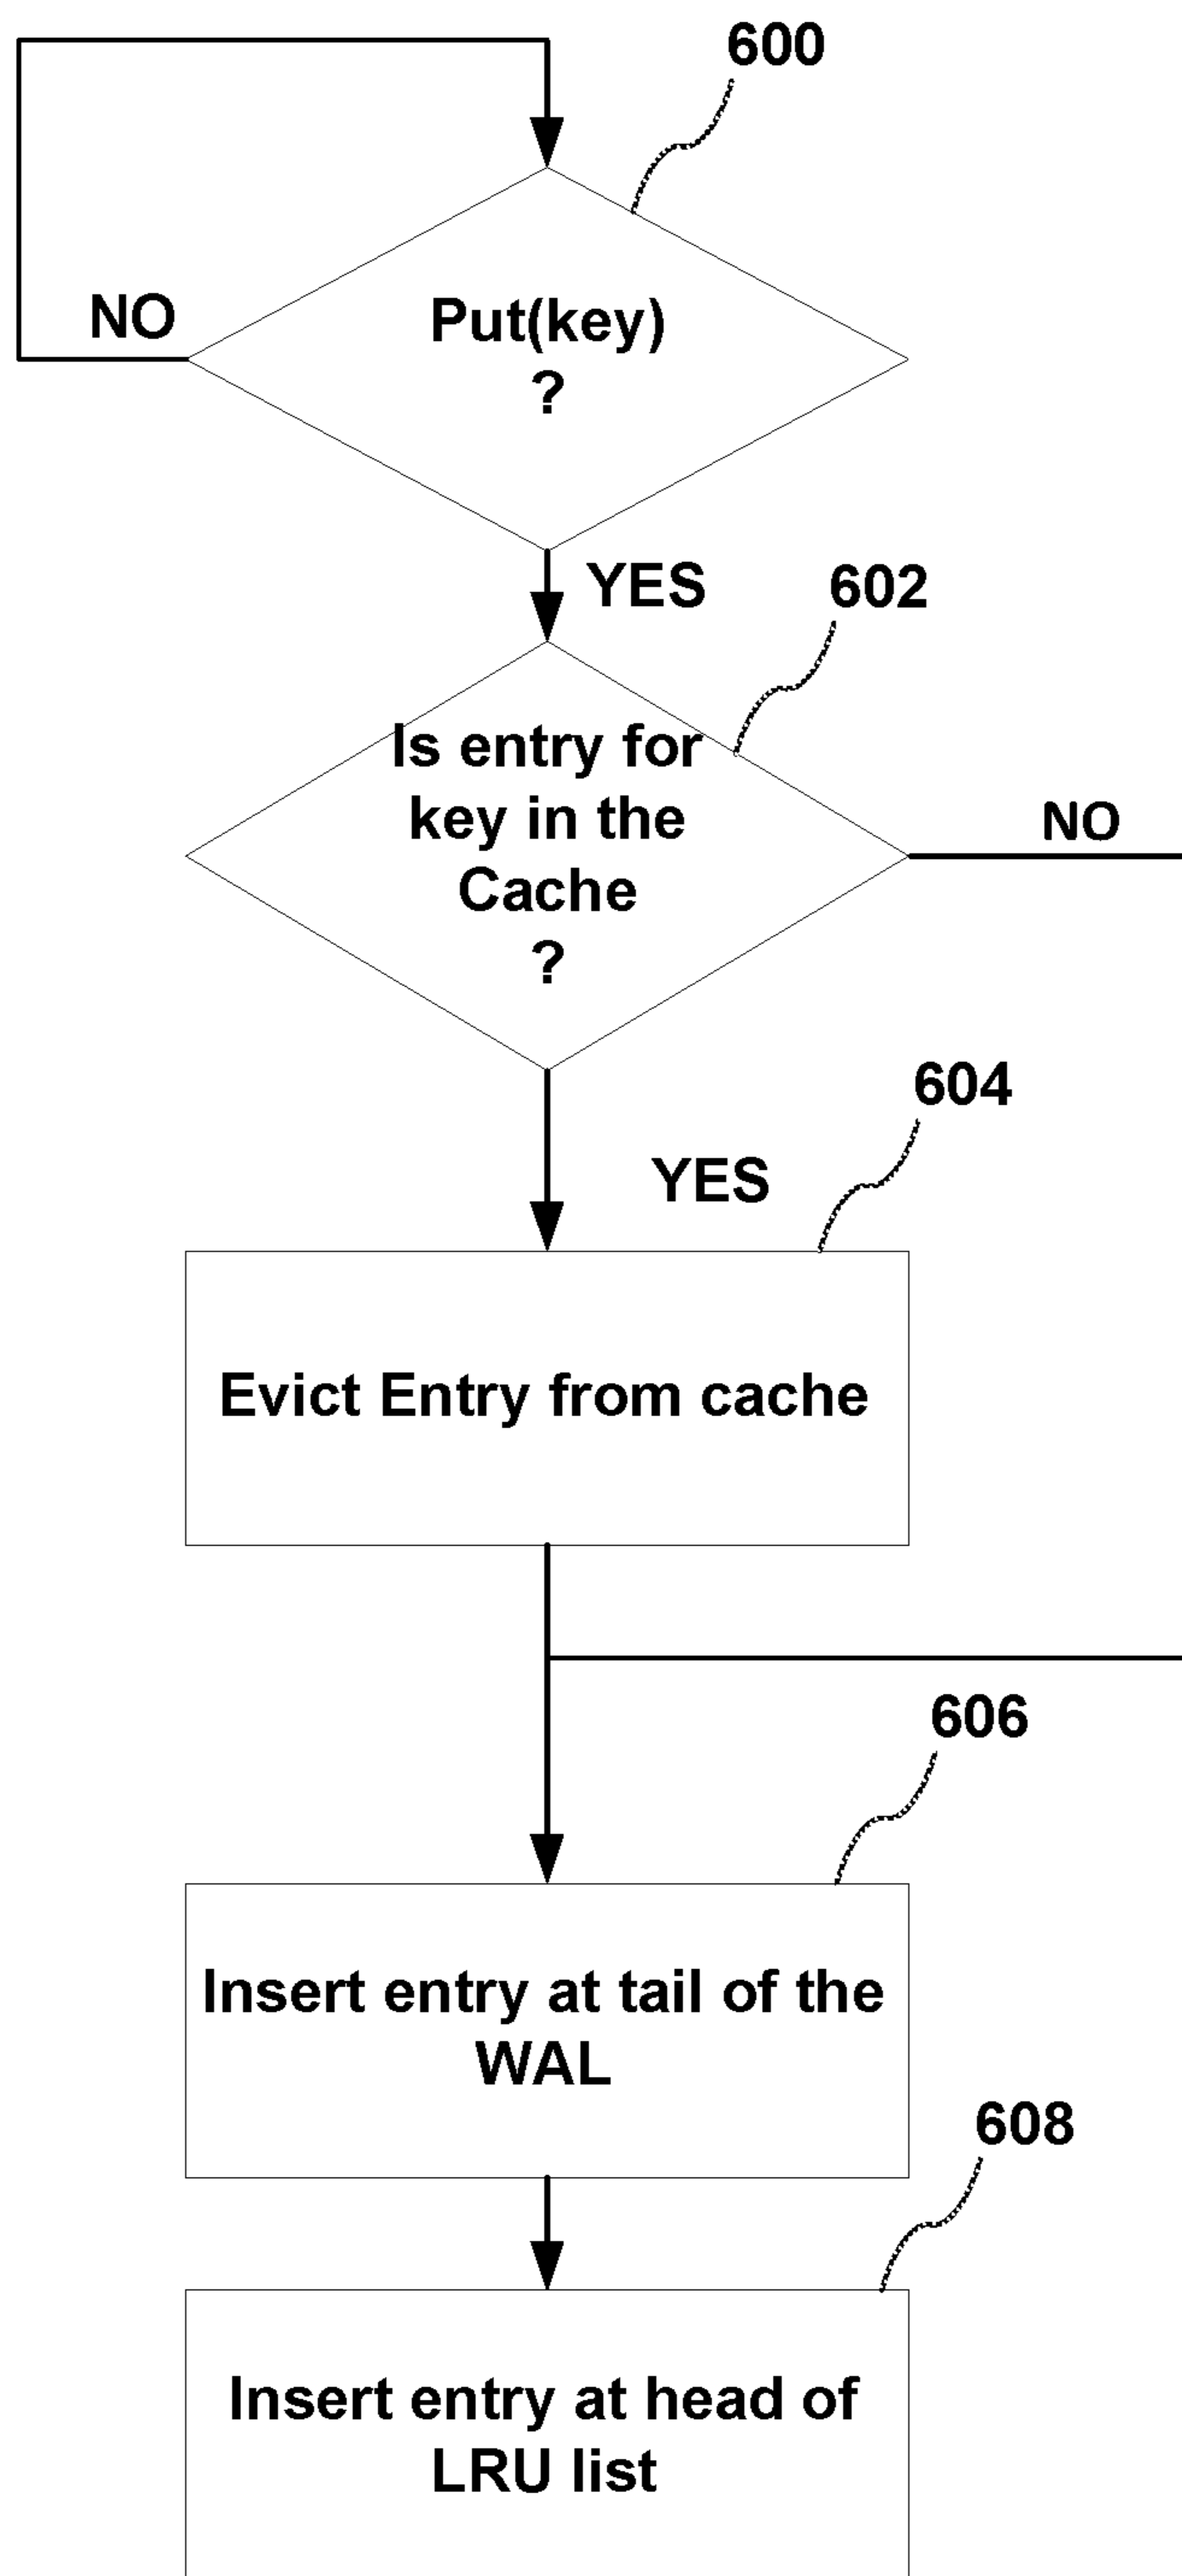 600
Put(key)
?
NO
YES
602
Is entry for
key in the
Cache
?
NO
YES
604
Evict Entry from cache
606
Insert entry at tail of the
WAL
608
Insert entry at head of
LRU list